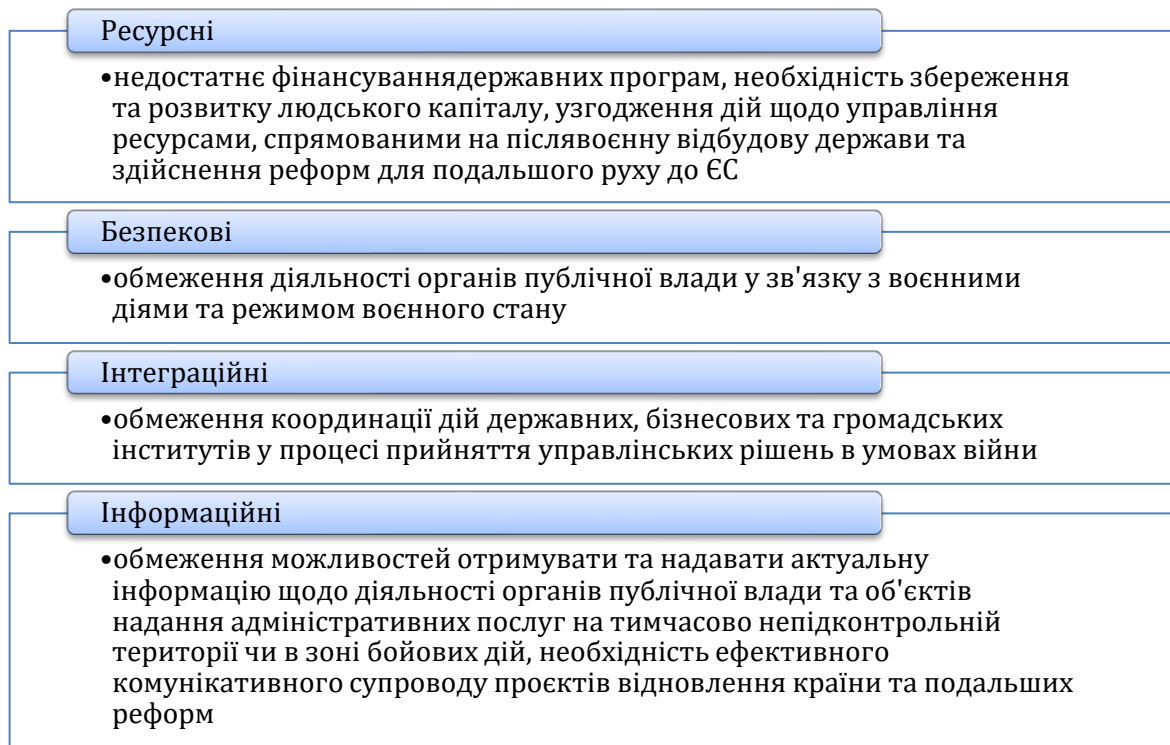 Ресурсні
•недостатнє фінансуваннядержавних програм, необхідність збереження
та розвитку людського капіталу, узгодження дій щодо управління
ресурсами, спрямованими на післявоєнну відбудову держави та
здійснення реформ для подальшого руху до ЄС
Безпекові
•обмеження діяльності органів публічної влади у зв'язку з воєнними
діями та режимом воєнного стану
Інтеграційні
•обмеження координації дій державних, бізнесових та громадських
інститутів у процесі прийняття управлінських рішень в умовах війни
Інформаційні
•обмеження можливостей отримувати та надавати актуальну
інформацію щодо діяльності органів публічної влади та об'єктів
надання адміністративних послуг на тимчасово непідконтрольній
території чи в зоні бойових дій, необхідність ефективного
комунікативного супроводу проєктів відновлення країни та подальших
реформ